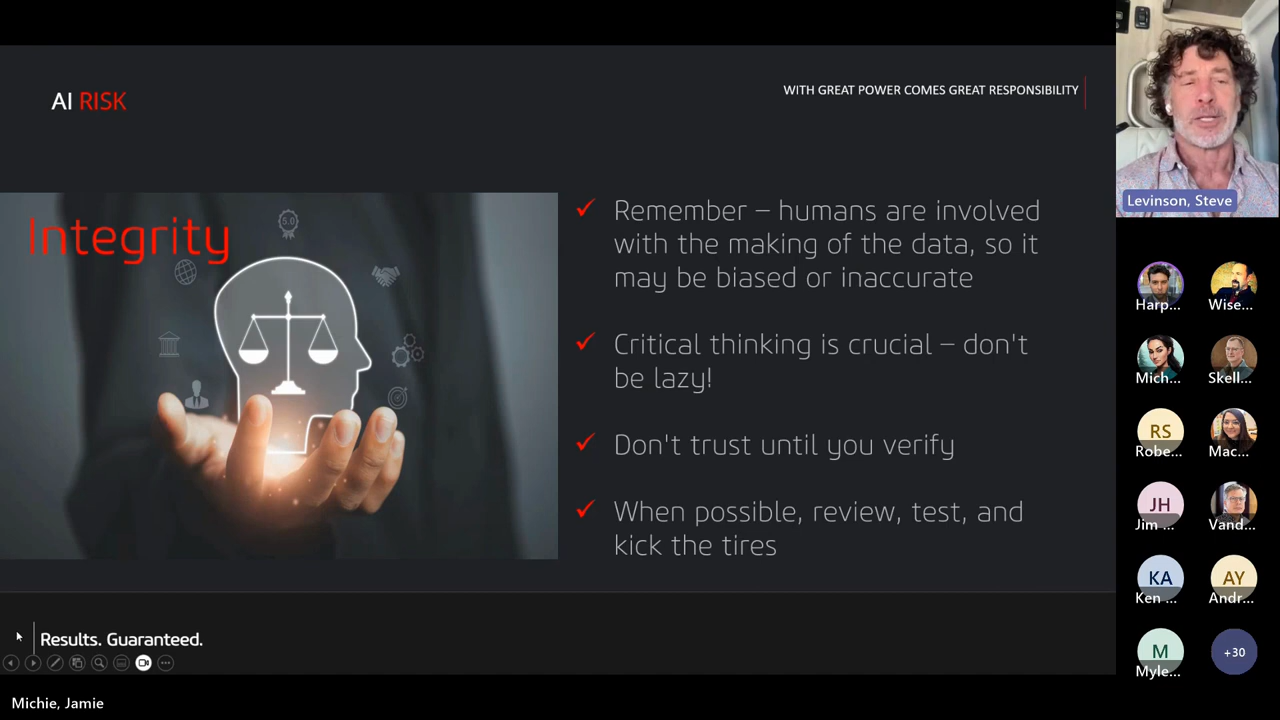 AI RISK
WITH GREAT POWER COMES GREAT RESPONSIBILITY
Integrity
5.0
Remember – humans are involved
with the making of the data, so it
may be biased or inaccurate
Critical thinking is crucial – don't
be lazy!
Don't trust until you verify
When possible, review, test, and
kick the tires
Results. Guaranteed.
Michie, Jamie
Levinson, Steve
Harp...
Wise...
Mich...
Skell...
RS
Robe...
Mac...
JH
Jim ...
Vand...
KA
Ken ...
AY
Andr...
M
Myle...
+30